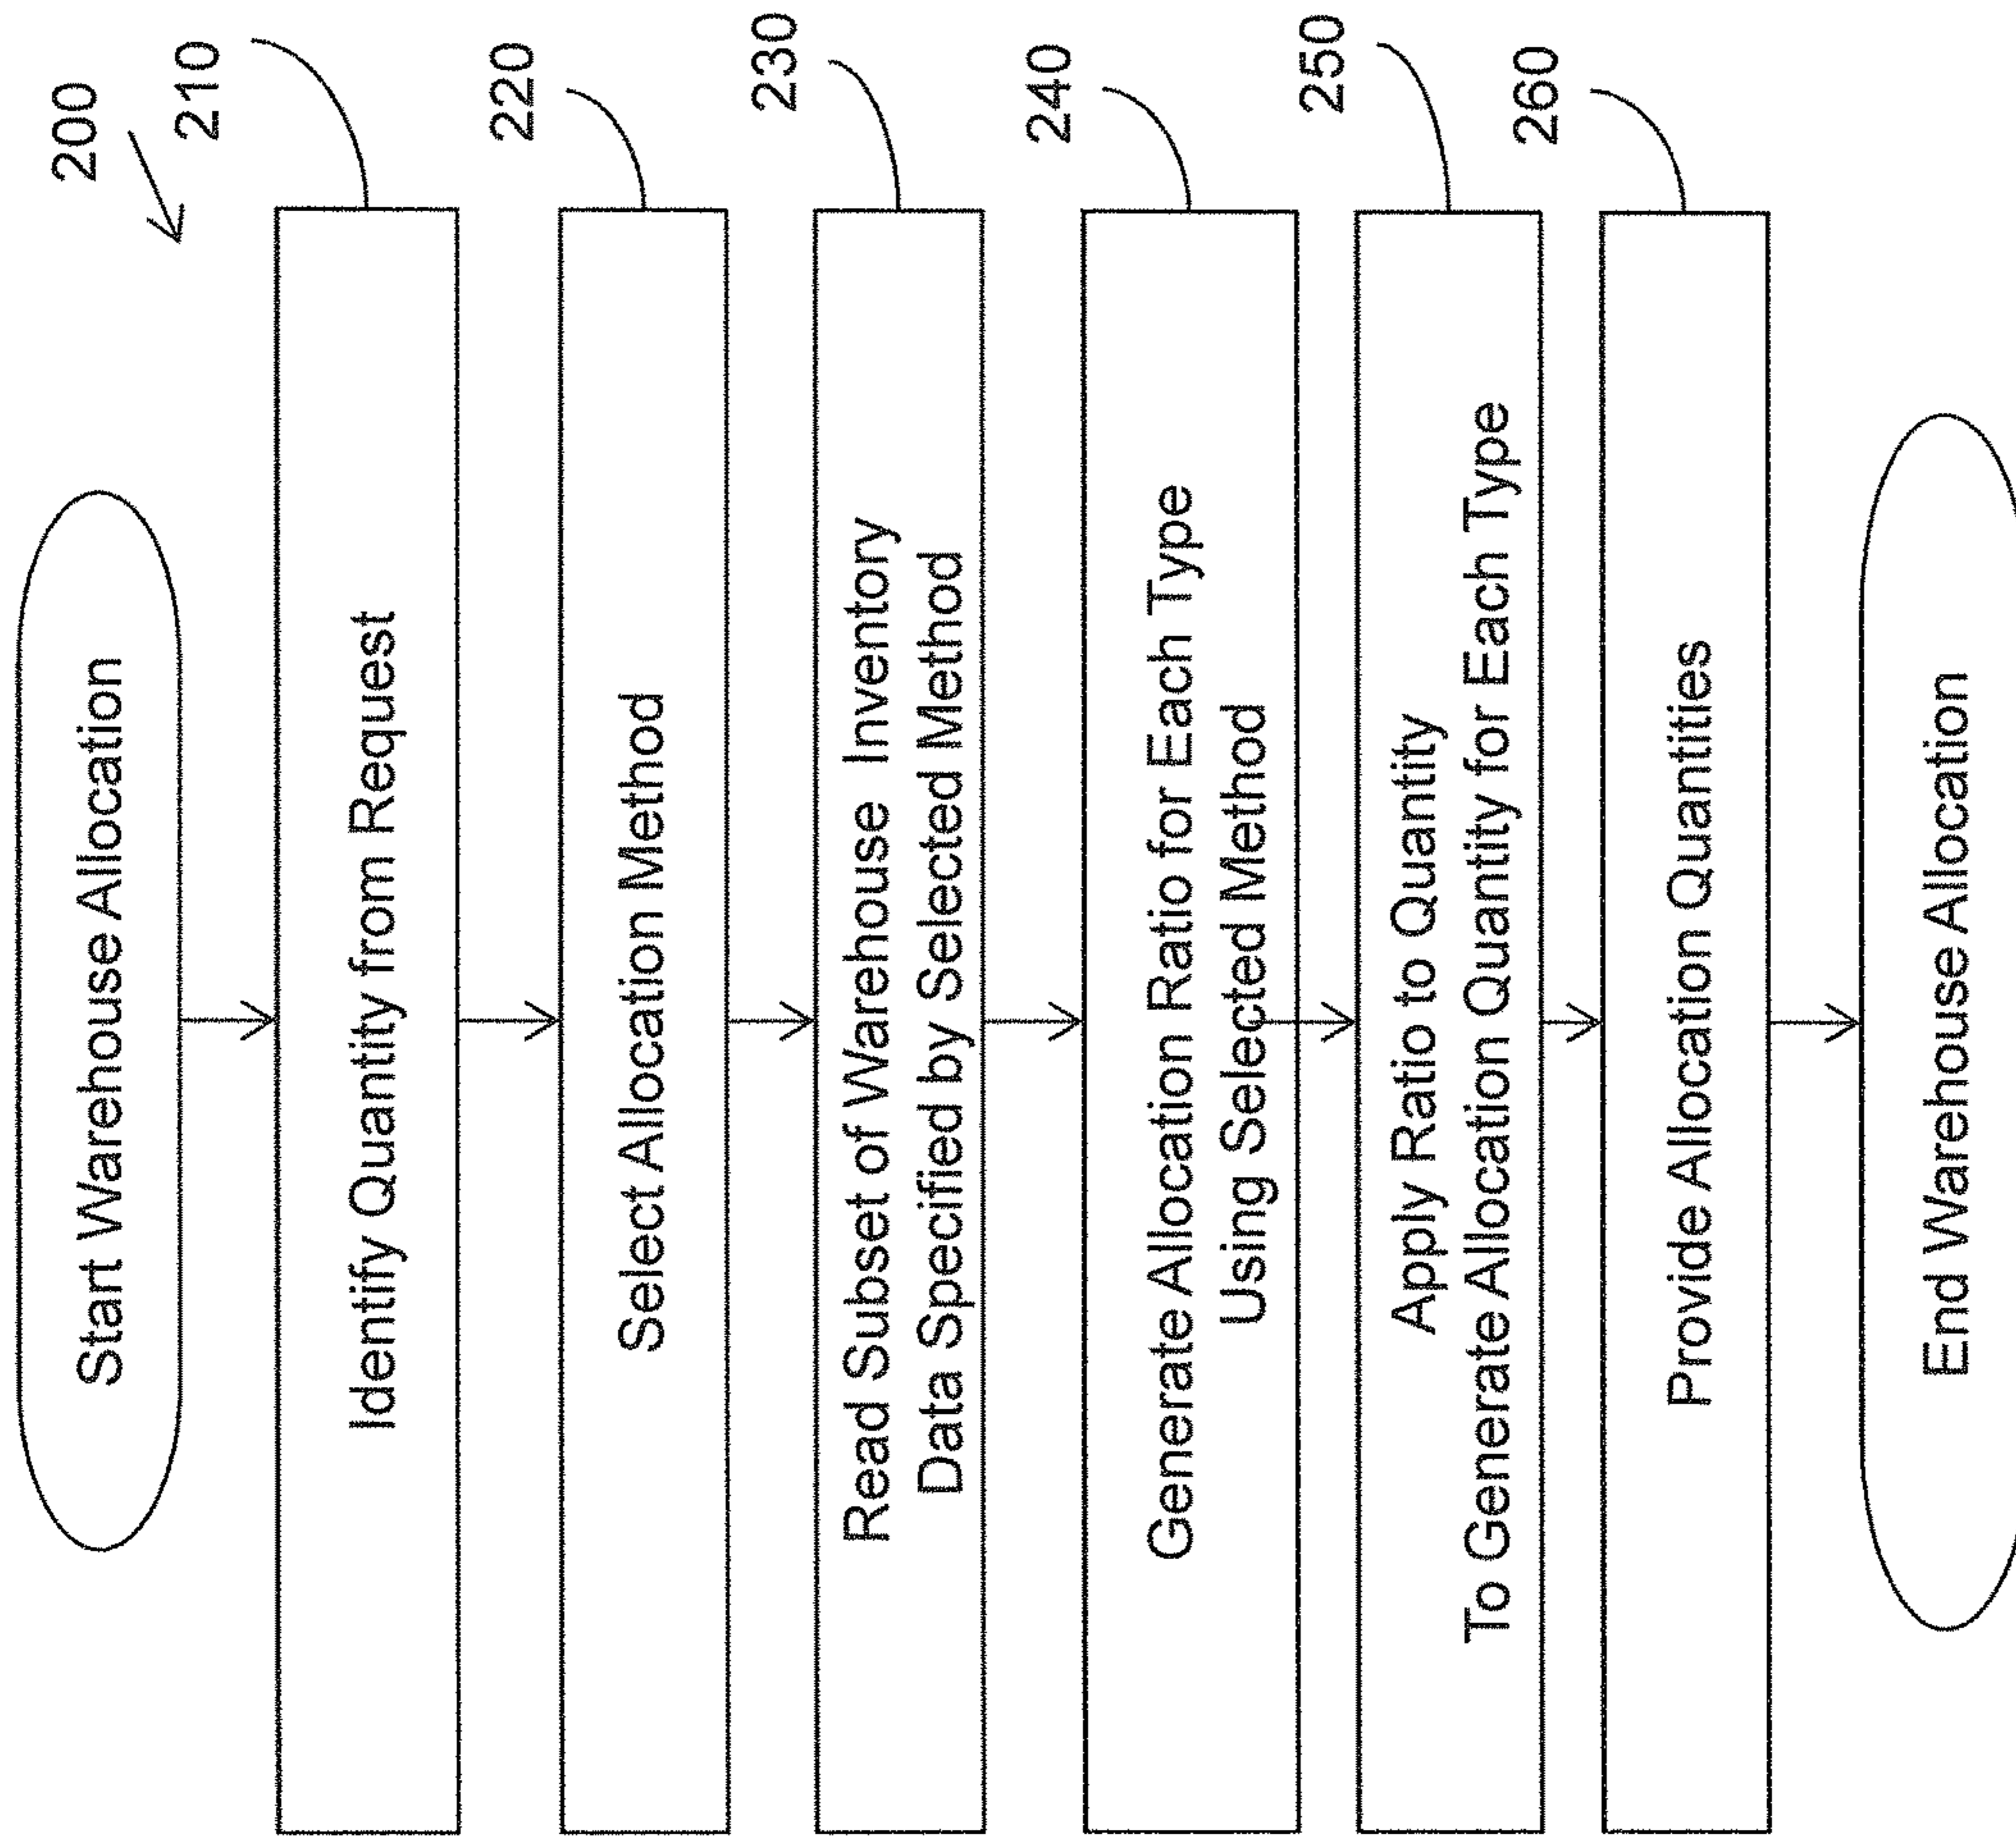 200
Start Warehouse Allocation
210
Identify Quantity from Request
220
Select Allocation Method
230
Read Subset of Warehouse Inventory
Data Specified by Selected Method
240
Generate Allocation Ratio for Each Type
Using Selected Method
250
Apply Ratio to Quantity
To Generate Allocation Quantity for Each Type
260
Provide Allocation Quantities
End Warehouse Allocation